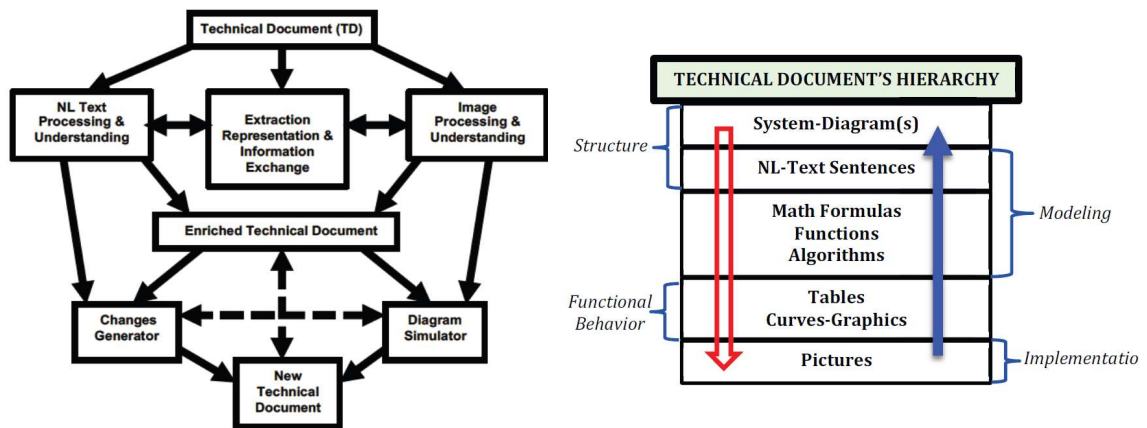 Technical Document (TD)
NL Text
Processing &
Understanding
Extraction
Representation &
Information
Exchange
Image
Processing &
Understanding
Enriched Technical Document
Changes
Generator
Diagram
Simulator
New
Technical
Document
TECHNICAL DOCUMENT'S HIERARCHY
System-Diagram(s)
Structure
NL-Text Sentences
Math Formulas
Functions
Algorithms
Modeling
Functional
Behavior
Tables
Curves-Graphics
Pictures
Implementatio